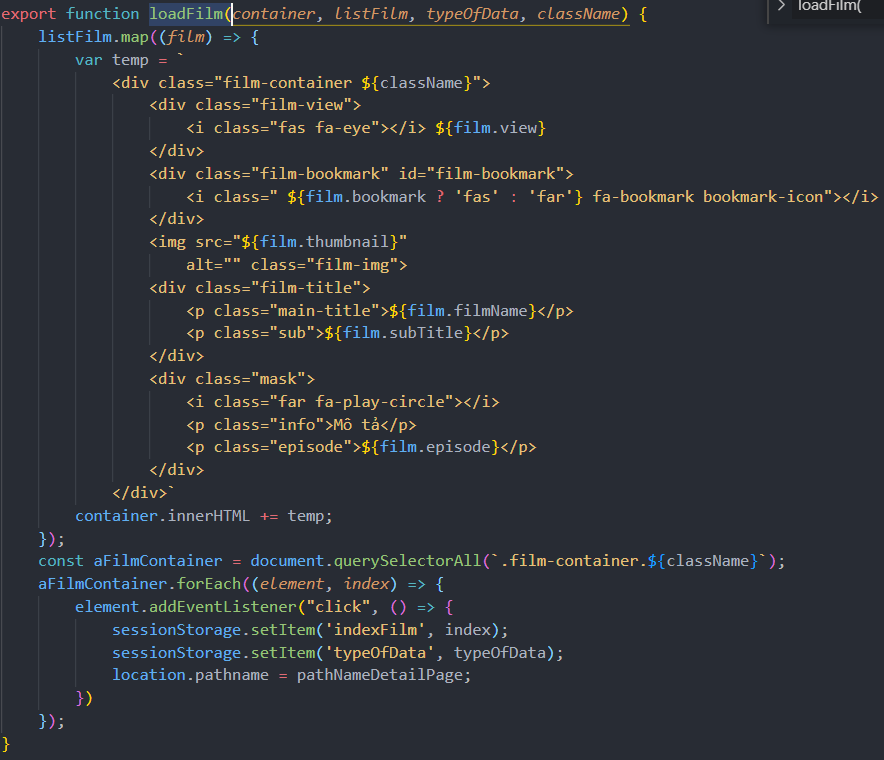 export function loadFilm(container, listFilm, typeOfData, className) {
loadFilm(
    listFilm.map((film) => {
        var temp = `
            <div class="film-container ${className}">
                <div class="film-view">
                    <i class="fas fa-eye"></i> ${film.view}
                </div>
                <div class="film-bookmark" id="film-bookmark">
                    <i class=" ${film.bookmark ? 'fas' : 'far'} fa-bookmark bookmark-icon"></i>
                </div>
                <img src="${film.thumbnail}"
                    alt="" class="film-img">
                <div class="film-title">
                    <p class="main-title">${film.filmName}</p>
                    <p class="sub">${film.subTitle}</p>
                </div>
                <div class="mask">
                    <i class="far fa-play-circle"></i>
                    <p class="info">Mô tả</p>
                    <p class="episode">${film.episode}</p>
                </div>
            </div>`
        container.innerHTML += temp;
    });
    const aFilmContainer = document.querySelectorAll(`.film-container.${className}`);
    aFilmContainer.forEach((element, index) => {
        element.addEventListener("click", () => {
            sessionStorage.setItem('indexFilm', index);
            sessionStorage.setItem('typeOfData', typeOfData);
            location.pathname = pathNameDetailPage;
        })
    });
}